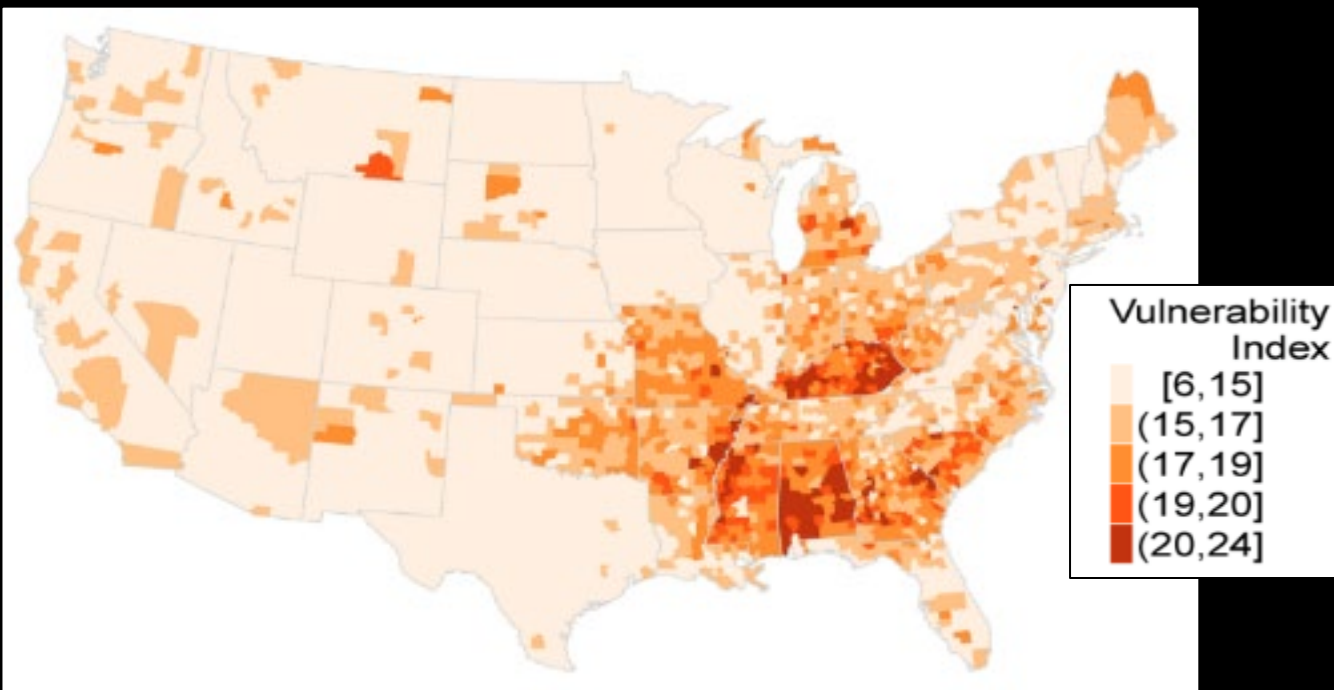 Vulnerability
Index
[6,15]
(15,17]
(17,19]
(19,20]
(20,24]